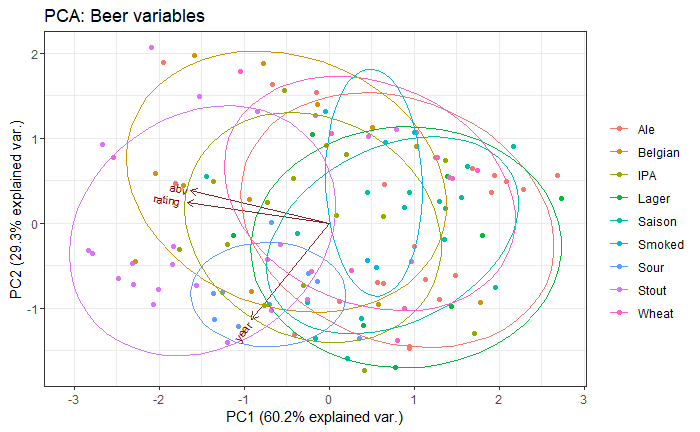 PCA: Beer variables
2
1
0
-1
PC2 (29.3% explained var.)
abv
rating
year
-3
-2
-1
0
1
2
3
PC1 (60.2% explained var.)
Ale
Belgian
IPA
Lager
Saison
Smoked
Sour
Stout
Wheat